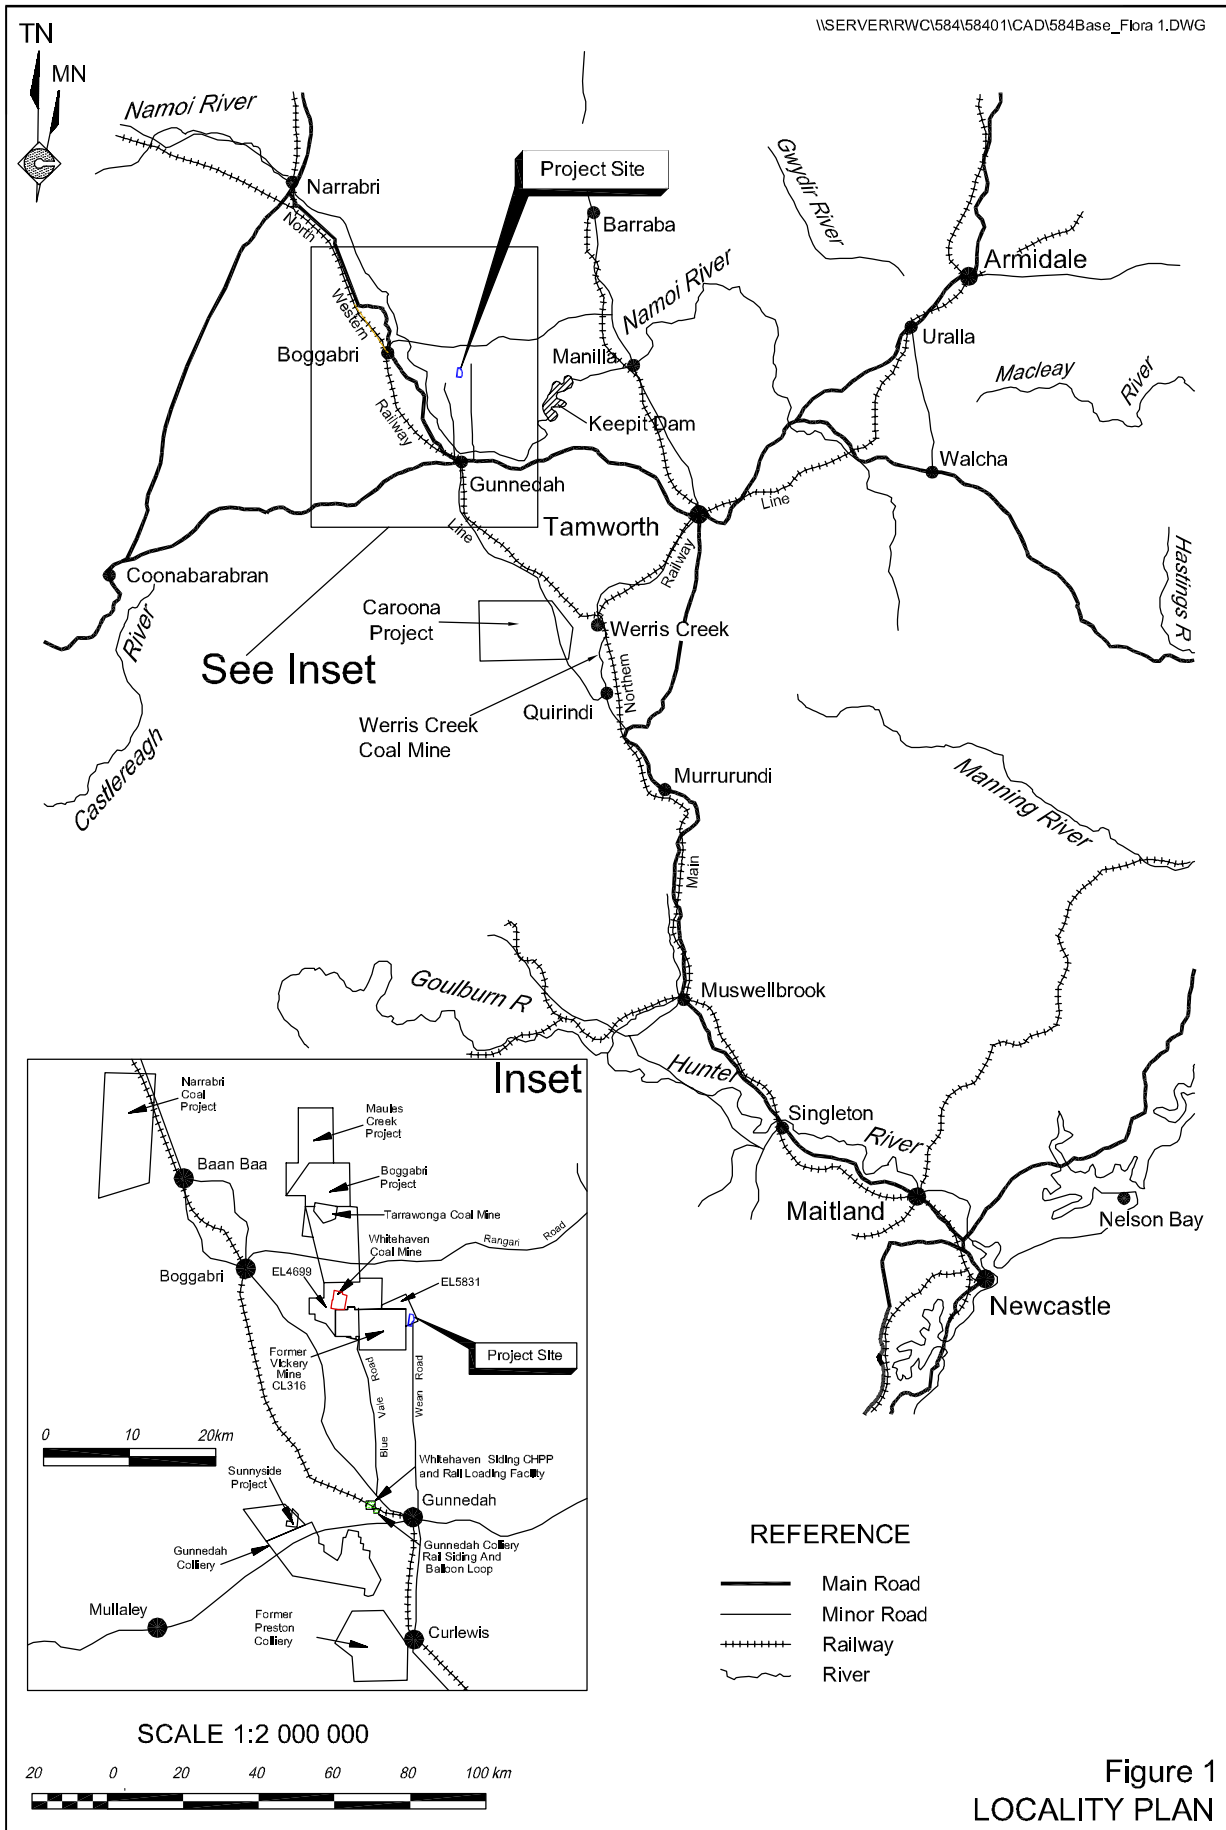 \\SERVER\RWC\584\58401\CAD\584Base_Flora 1.DWG
TN
MN
Namoi River
Project Site
Gwydir River
Narrabri
North
Barraba
Armidale
Namoi River
Western
Uralla
Boggabri
Manilla
Macleay
River
Railway
Keepit Dam
Walcha
Gunnedah
Line
Line
Tamworth
Railway
Hastings R
Coonabarabran
River
Caroona
Project
Werris Creek
See Inset
Northern
Quirindi
Werris Creek
Coal Mine
Castlereagh
Murrurundi
Manning River
Main
Goulburn R
Muswellbrook
Hunter
Singleton
River
Maitland
Nelson Bay
Newcastle
Inset
Narrabri
Coal
Project
Maules
Creek
Project
Baan Baa
Boggabri
Project
Tarrawonga Coal Mine
Whitehaven
Coal Mine
Rangari
Road
Boggabri
EL4699
EL5831
Former
Vickery
Mine
CL316
Project Site
Blue Vale Road
Wean Road
0 10 20km
Sunnyside
Project
Whitehaven Siding CHPP
and Rail Loading Facility
Gunnedah
Gunnedah
Colliery
Gunnedah Colliery
Rail Siding And
Balloon Loop
Mullaley
Former
Preston
Colliery
Curlewis
REFERENCE
Main Road
Minor Road
Railway
River
SCALE 1:2 000 000
20 0 20 40 60 80 100 km
Figure 1
LOCALITY PLAN